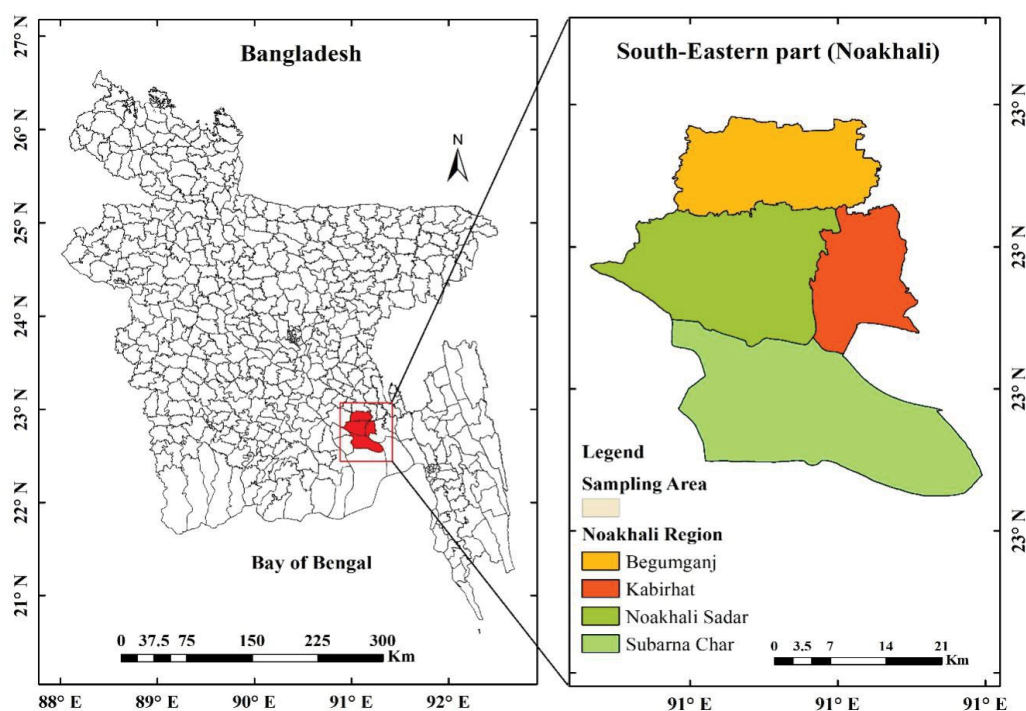 Bangladesh
N
27° N
26° N
25° N
24° N
23° N
22° N
21° N
Bay of Bengal
0 37.5 75 150 225 300
Km
88° E 89° E 90° E 91° E 92° E
South-Eastern part (Noakhali)
23° N
23° N
23° N
23° N
Legend
Sampling Area
Noakhali Region
Begumganj
Kabirhat
Noakhali Sadar
Subarna Char
0 3.5 7 14 21
Km
91° E 91° E 91° E